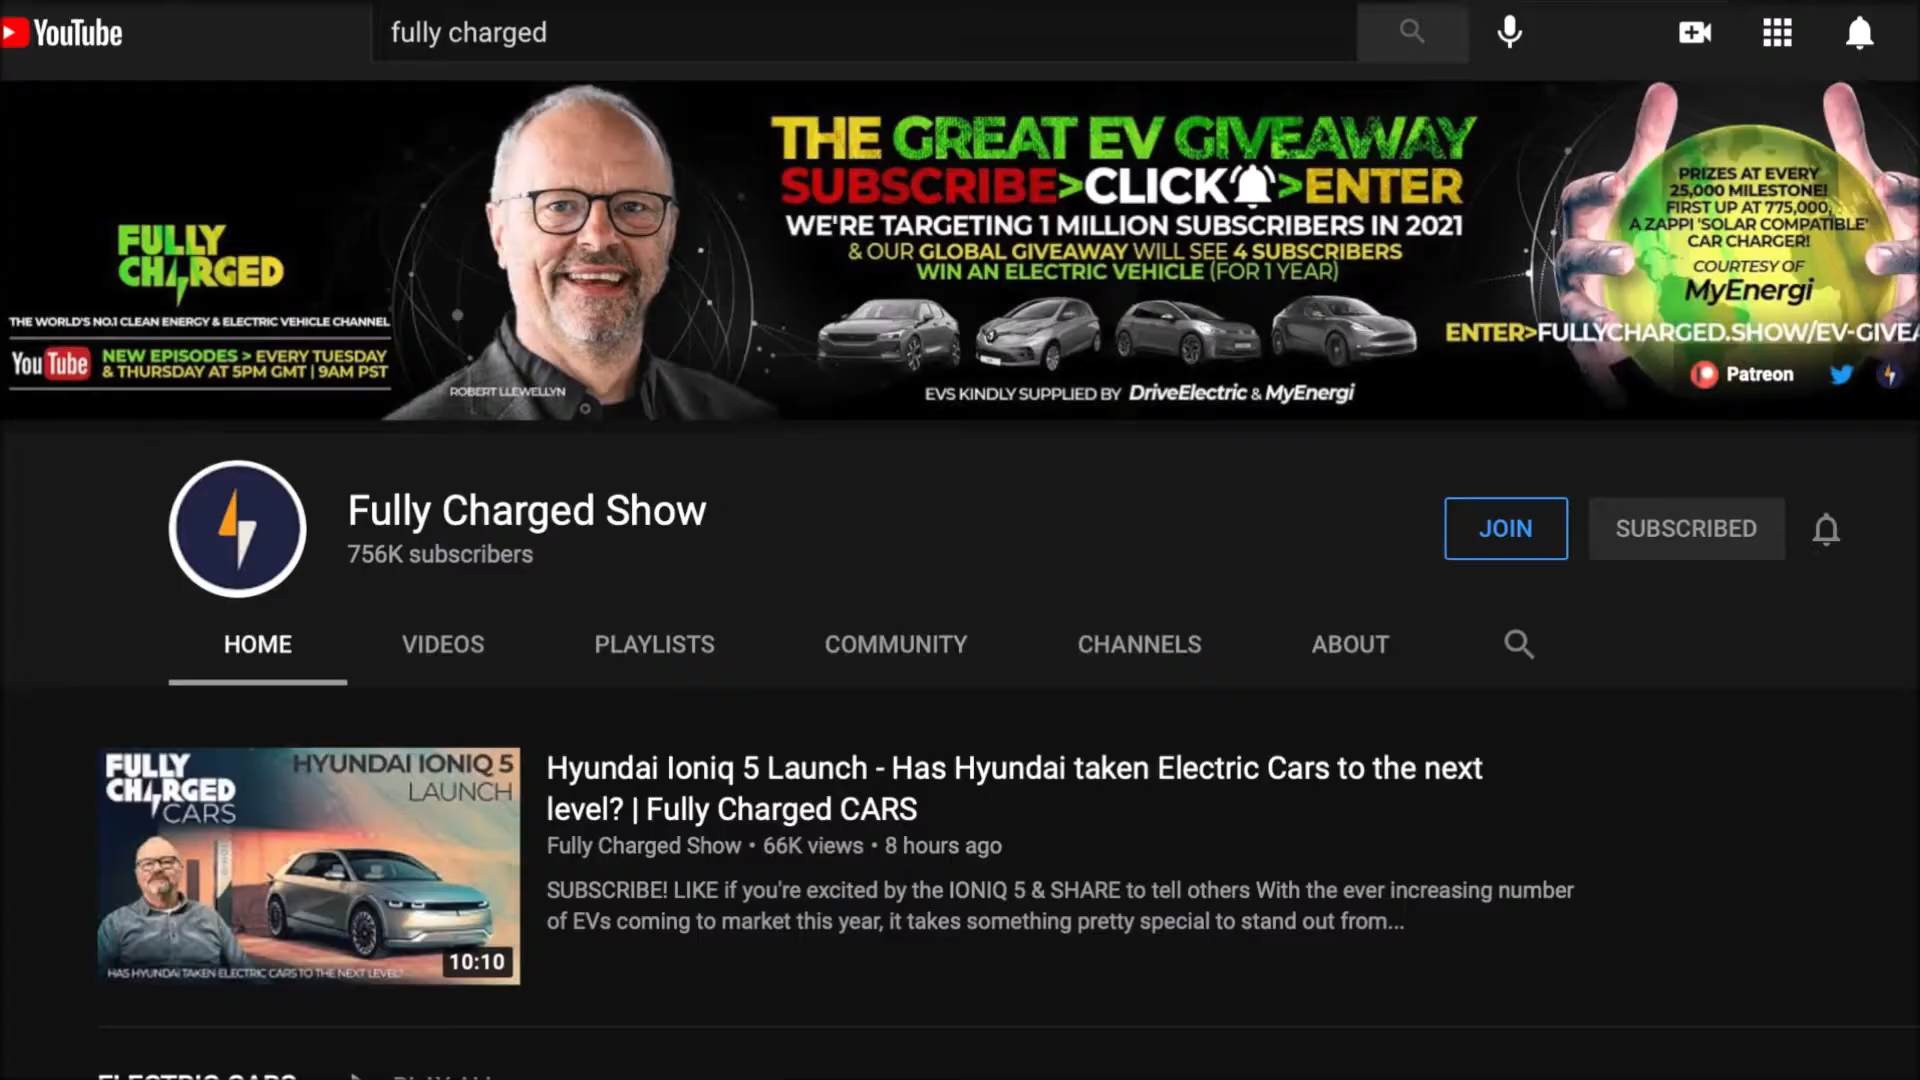 YouTube
fully charged
FULLY
CHARGED
THE WORLD'S NO.1 CLEAN ENERGY & ELECTRIC VEHICLE CHANNEL
YouTube
NEW EPISODES > EVERY TUESDAY
& THURSDAY AT 5PM GMT | 9AM PST
ROBERT LLEWELLYN
THE GREAT EV GIVEAWAY
SUBSCRIBE>CLICK>ENTER
WE'RE TARGETING 1 MILLION SUBSCRIBERS IN 2021
& OUR GLOBAL GIVEAWAY WILL SEE 4 SUBSCRIBERS
WIN AN ELECTRIC VEHICLE (FOR 1 YEAR)
EVS KINDLY SUPPLIED BY DriveElectric & MyEnergi
PRIZES AT EVERY
25,000 MILESTONE!
FIRST UP AT 775,000,
A ZAPPI 'SOLAR COMPATIBLE'
CAR CHARGER!
COURTESY OF
MyEnergi
ENTER>FULLYCHARGED.SHOW/EV-GIVEA
Patreon
Fully Charged Show
756K subscribers
JOIN
SUBSCRIBED
HOME VIDEOS PLAYLISTS COMMUNITY CHANNELS ABOUT
FULLY
CHARGED
CARS
HYUNDAI IONIQ 5
LAUNCH
HAS HYUNDAI TAKEN ELECTRIC CARS TO THE NEXT LEVEL?
10:10
Hyundai Ioniq 5 Launch - Has Hyundai taken Electric Cars to the next
level? | Fully Charged CARS
Fully Charged Show • 66K views • 8 hours ago
SUBSCRIBE! LIKE if you're excited by the IONIQ 5 & SHARE to tell others With the ever increasing number
of EVs coming to market this year, it takes something pretty special to stand out from...
ELECTRIC CARS
PLAY ALL